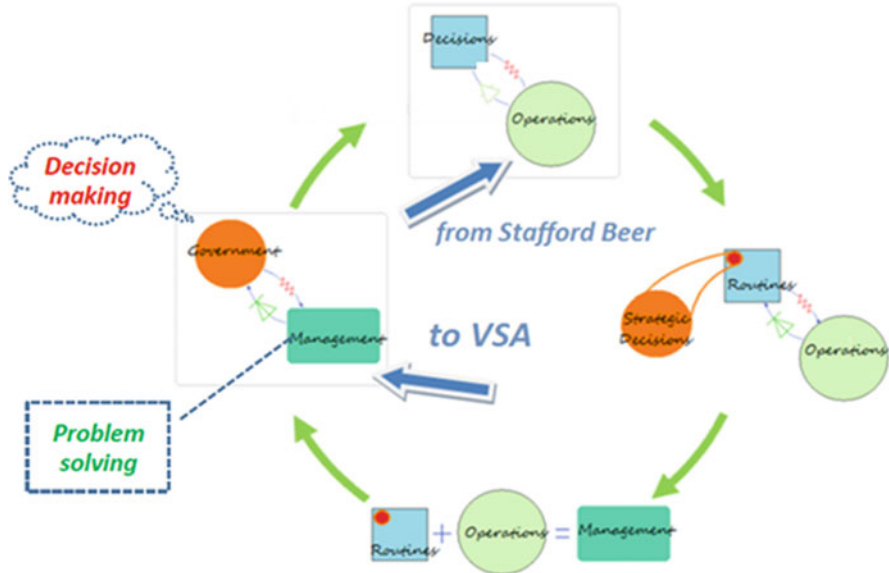 Decisions
Operations
Decision
making
from Stafford Beer
Government
Routines
Strategic
Decisions
Operations
Management
to VSA
Problem
solving
Routines
+
Operations
=
Management